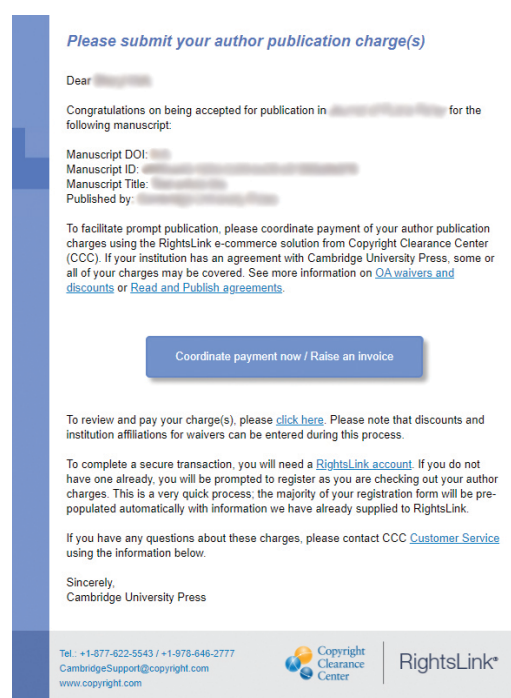 Please submit your author publication charge(s)
Dear
Congratulations on being accepted for publication in for the
following manuscript:
Manuscript DOI:
Manuscript ID:
Manuscript Title:
Published by:
To facilitate prompt publication, please coordinate payment of your author publication
charges using the RightsLink e-commerce solution from Copyright Clearance Center
(CCC). If your institution has an agreement with Cambridge University Press, some or
all of your charges may be covered. See more information on OA waivers and
discounts or Read and Publish agreements.
Coordinate payment now / Raise an invoice
To review and pay your charge(s), please click here. Please note that discounts and
institution affiliations for waivers can be entered during this process.
To complete a secure transaction, you will need a RightsLink account. If you do not
have one already, you will be prompted to register as you are checking out your author
charges. This is a very quick process; the majority of your registration form will be pre-
populated automatically with information we have already supplied to RightsLink.
If you have any questions about these charges, please contact CCC Customer Service
using the information below.
Sincerely,
Cambridge University Press
Tel.: +1-877-622-5543 / +1-978-646-2777
CambridgeSupport@copyright.com
www.copyright.com
Copyright
Clearance
Center
RightsLink®